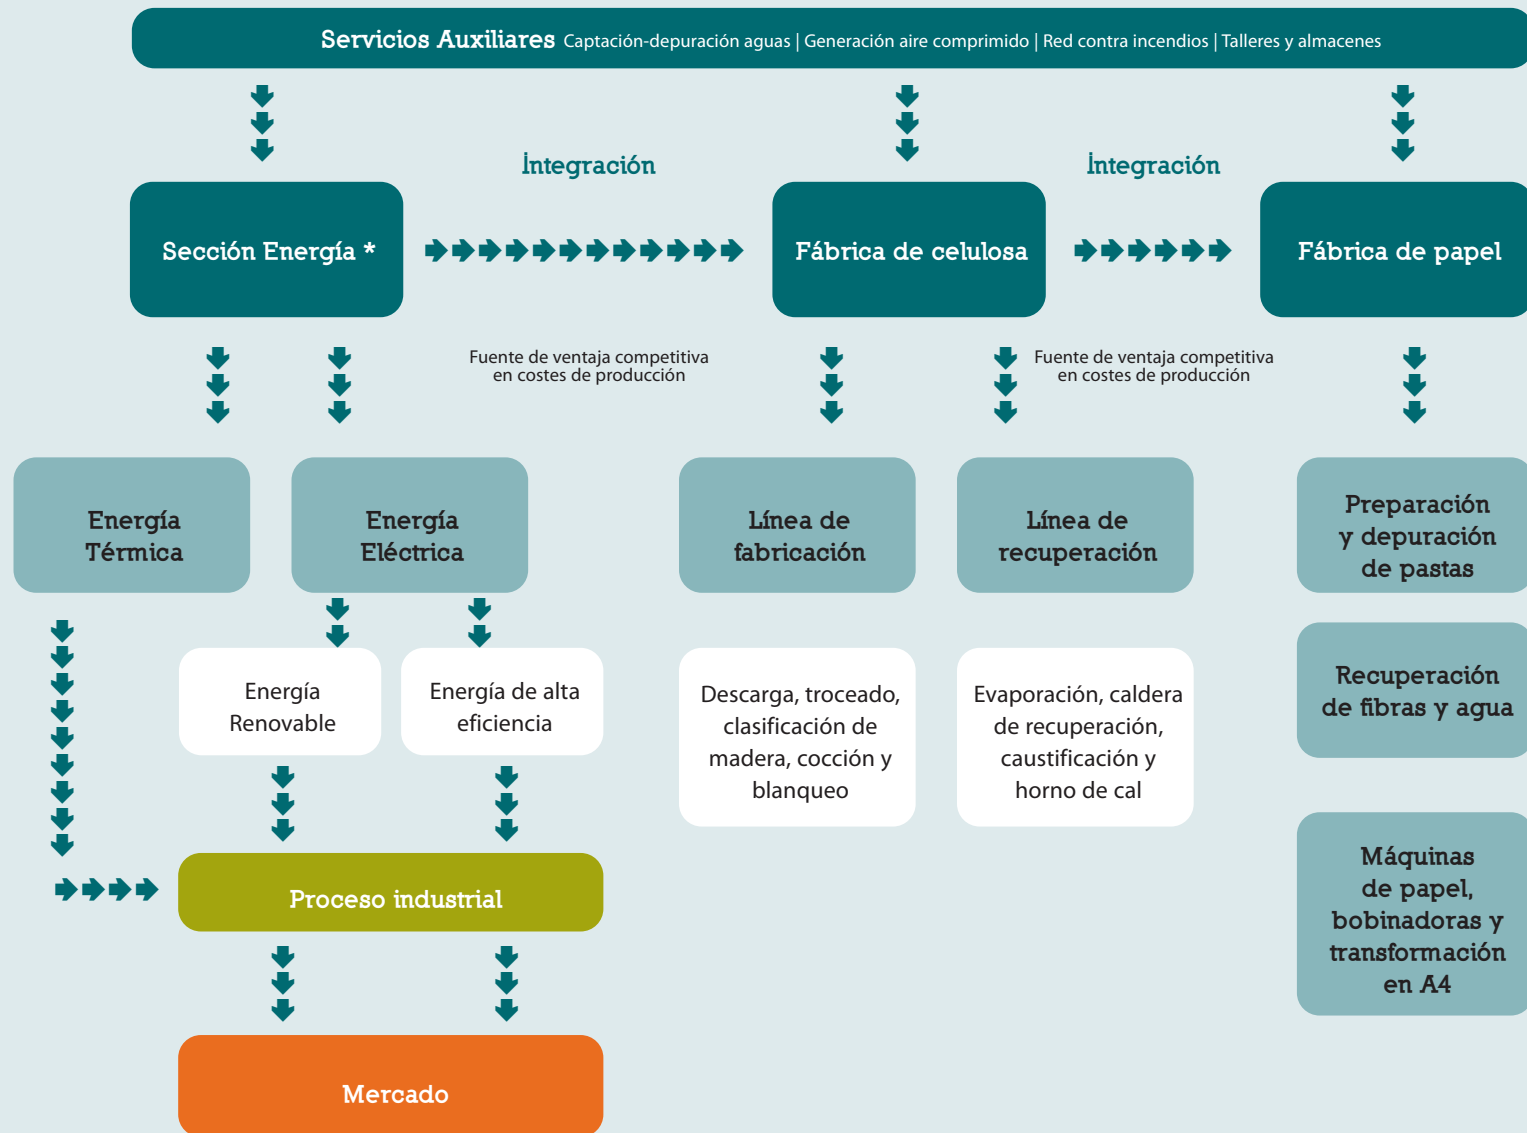 Servicios Auxiliares Captación-depuración aguas | Generación aire comprimido | Red contra incendios | Talleres y almacenes
Integración
Integración
Sección Energía *
Fábrica de celulosa
Fábrica de papel
Fuente de ventaja competitiva
en costes de producción
Fuente de ventaja competitiva
en costes de producción
Energía
Térmica
Energía
Eléctrica
Línea de
fabricación
Línea de
recuperación
Preparación
y depuración
de pastas
Energía
Renovable
Energía de alta
eficiencia
Descarga, troceado,
clasificación de
madera, cocción y
blanqueo
Evaporación, caldera
de recuperación,
caustificación y
horno de cal
Recuperación
de fibras y agua
Máquinas
de papel,
bobinadoras y
transformación
en A4
Proceso industrial
Mercado